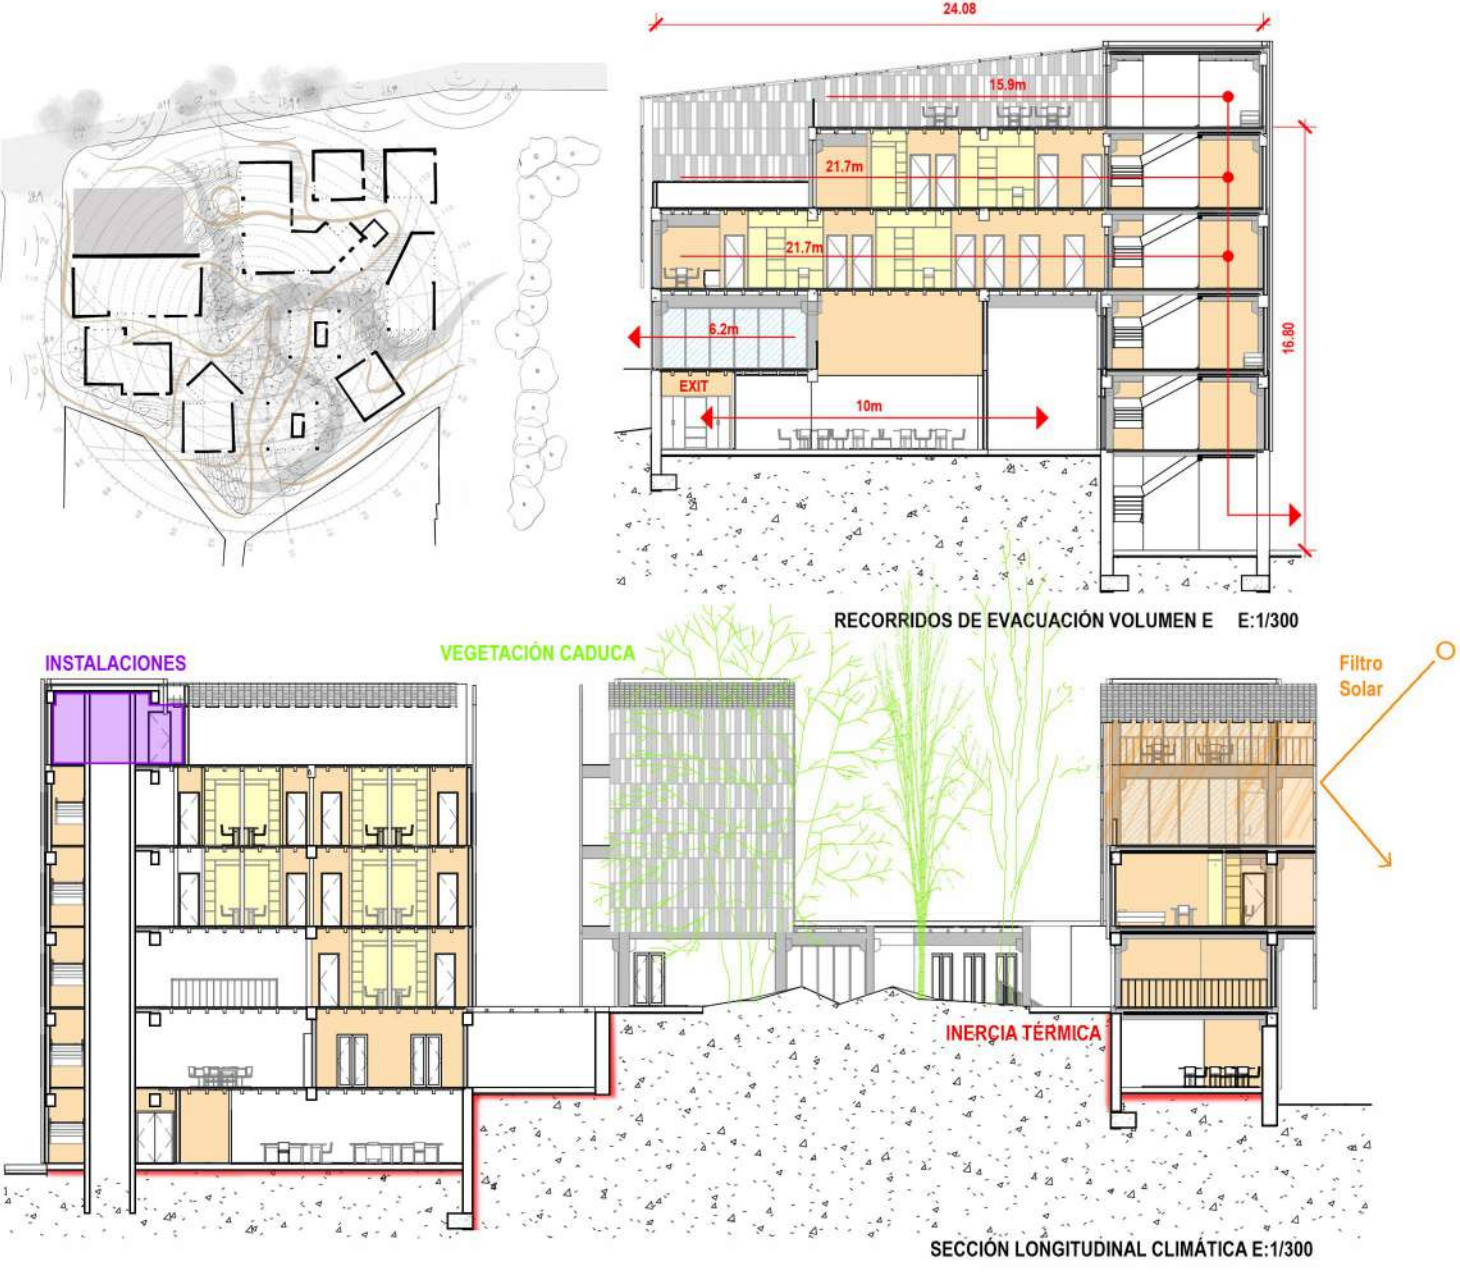 24.08
15.9m
21.7m
21.7m
16.80
6.2m
EXIT
10m
RECORRIDOS DE EVACUACIÓN VOLUMEN E E:1/300
INSTALACIONES
VEGETACIÓN CADUCA
Filtro
Solar
INERCIA TÉRMICA
SECCIÓN LONGITUDINAL CLIMÁTICA E:1/300